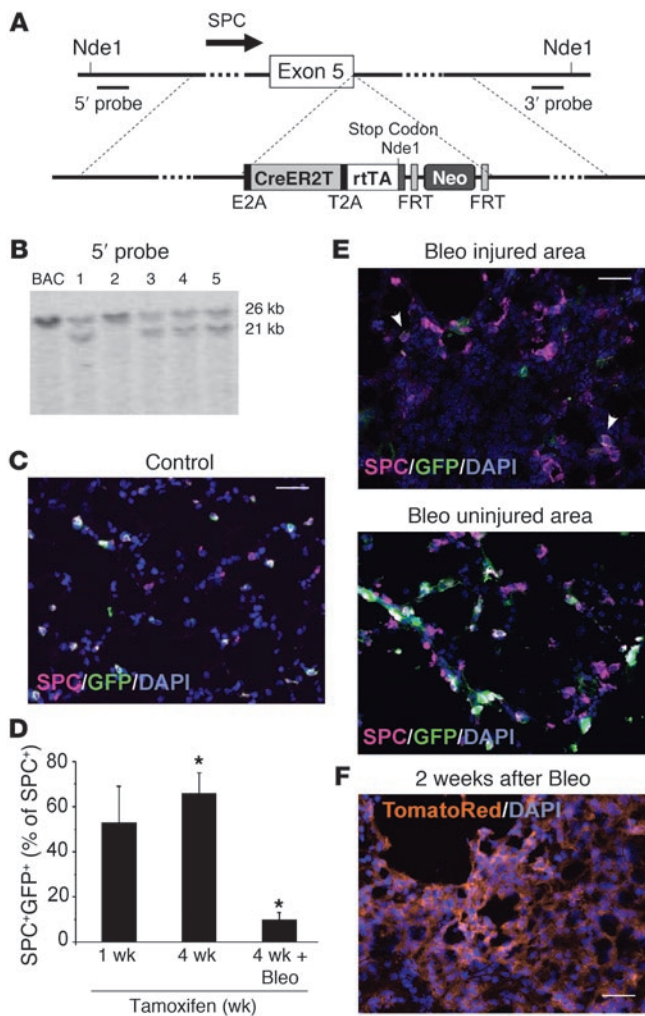 A
SPC
Nde1
Nde1
Exon 5
5′ probe
3′ probe
Stop Codon
Nde1
CreER2T
rtTA
Neo
E2A
T2A
FRT
FRT
B
5′ probe
BAC 1 2 3 4 5
26 kb
21 kb
C
Control
SPC/GFP/DAPI
D
SPC+GFP+ (% of SPC+)
80
60
40
20
0
*
*
1 wk
4 wk
4 wk +
Bleo
Tamoxifen (wk)
E
Bleo injured area
SPC/GFP/DAPI
Bleo uninjured area
SPC/GFP/DAPI
F
2 weeks after Bleo
TomatoRed/DAPI